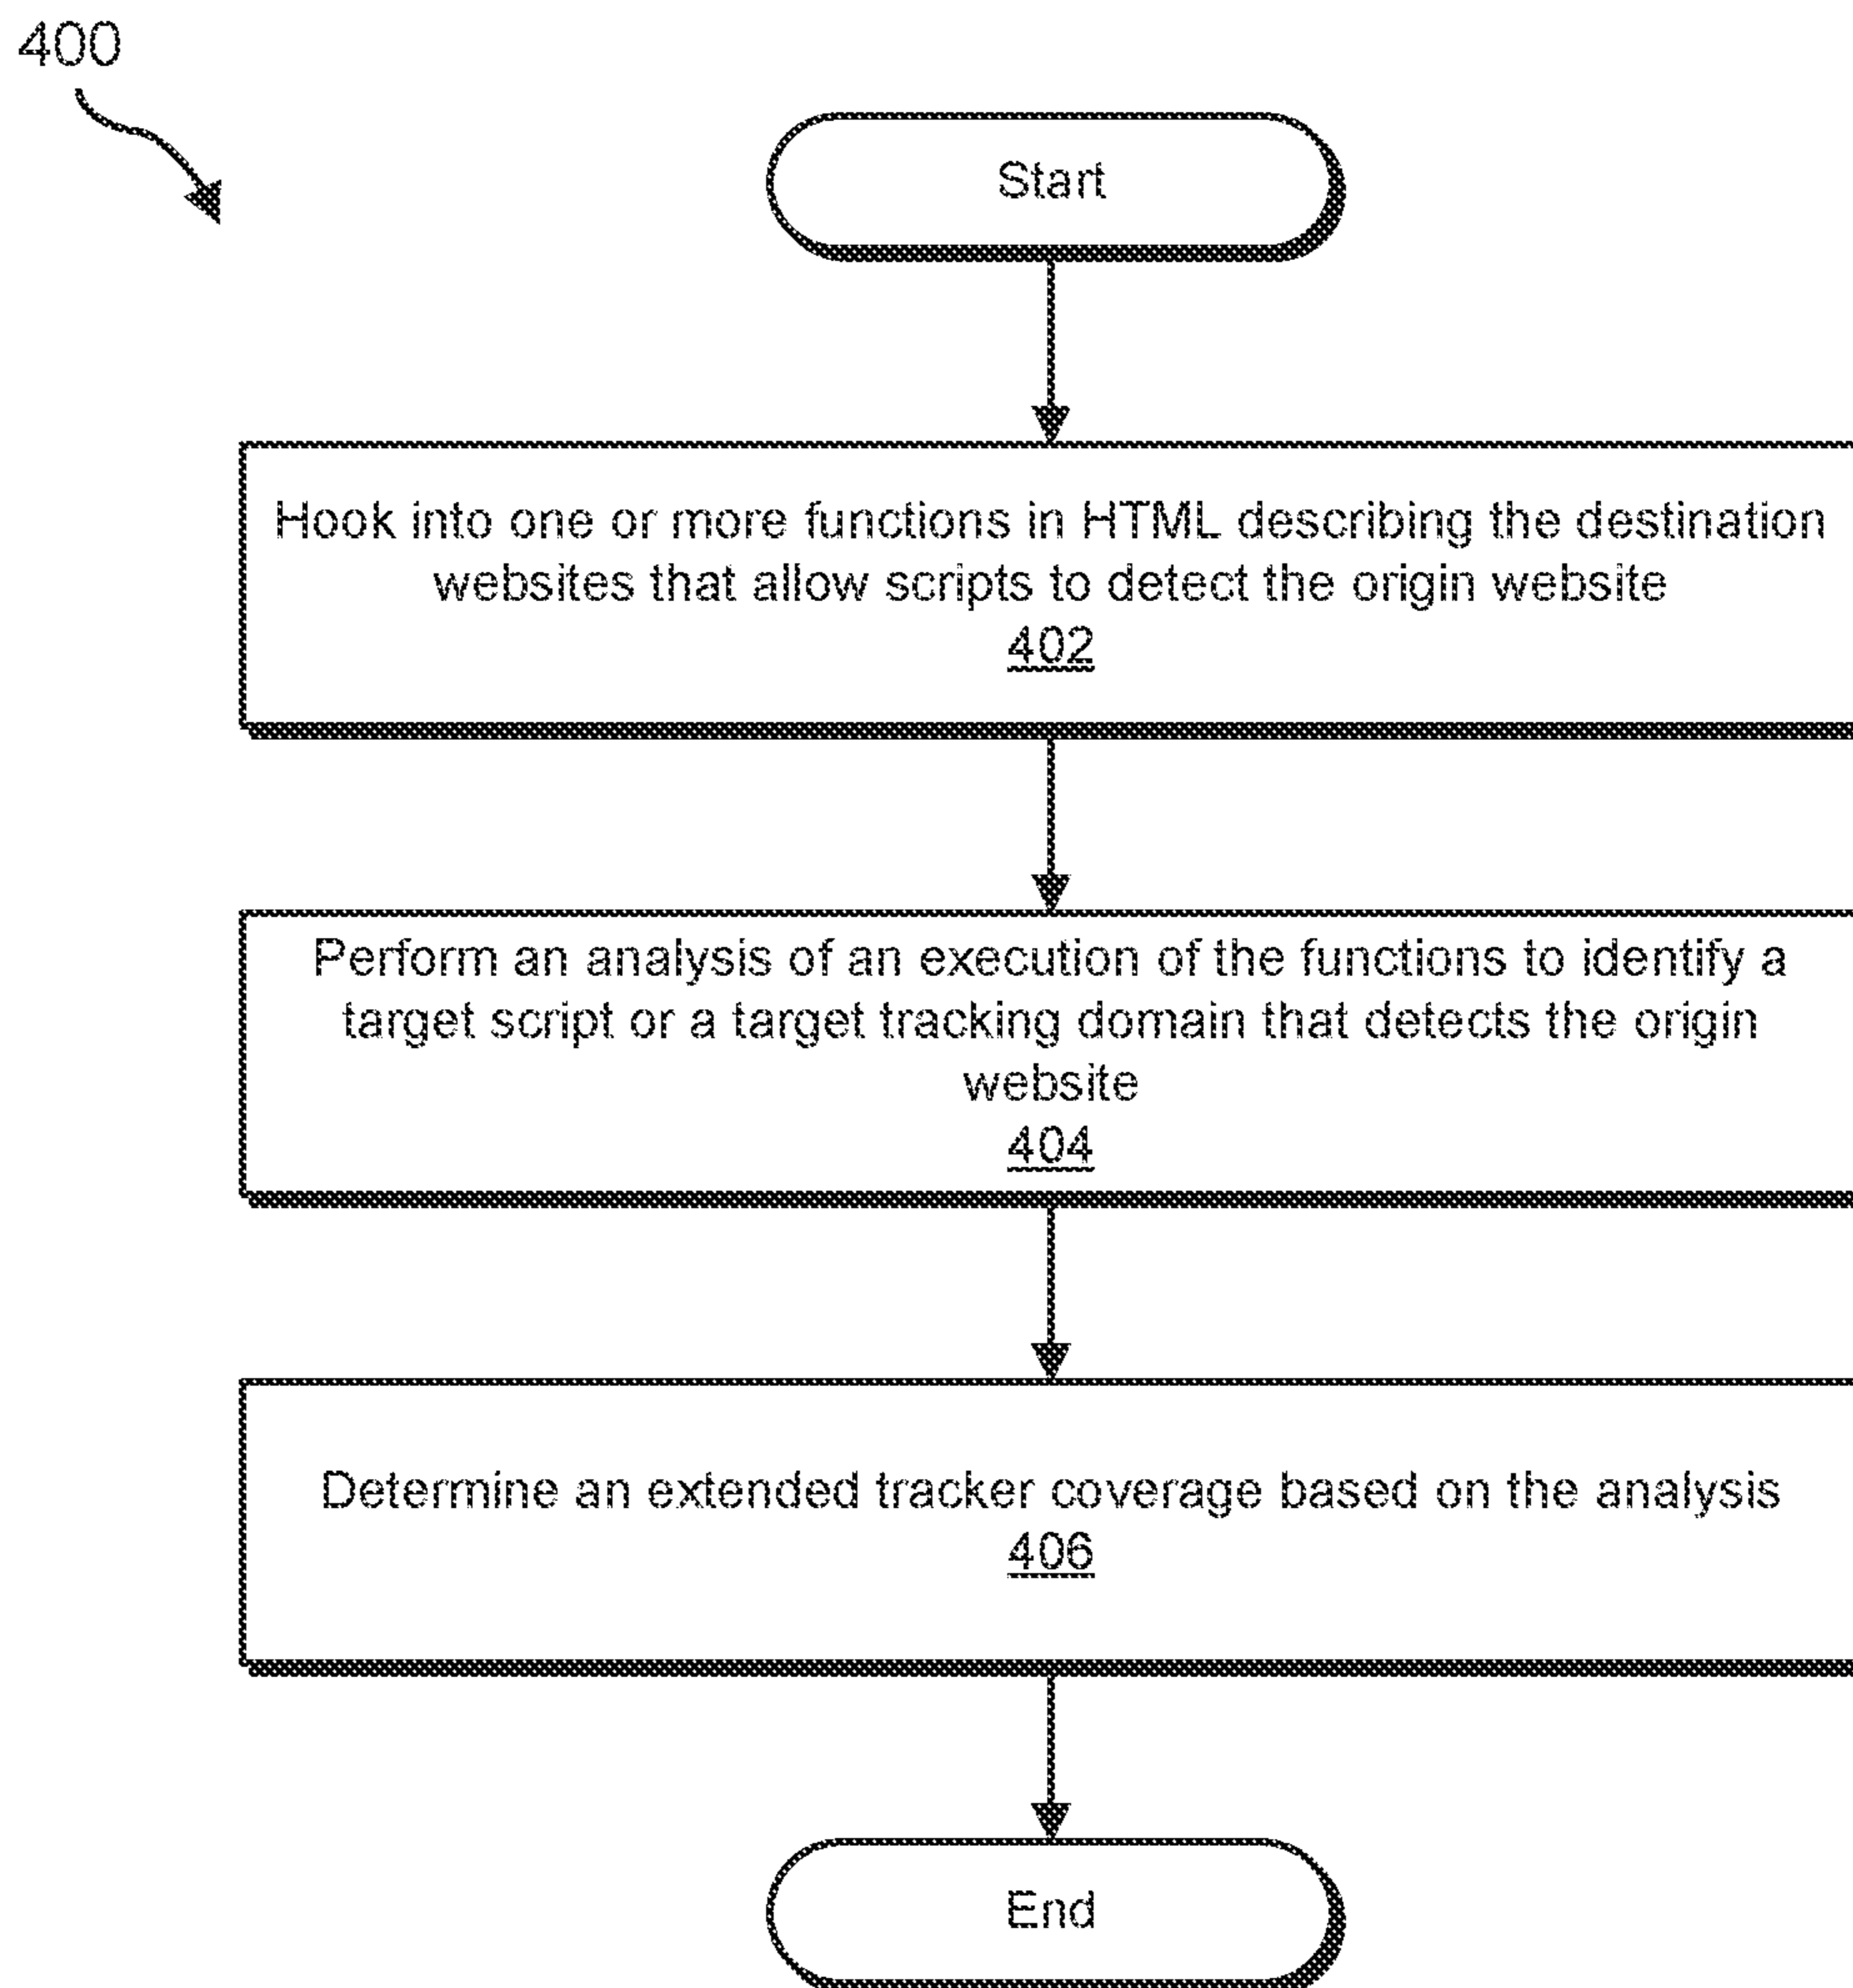 400
Start
Hook into one or more functions in HTML describing the destination
websites that allow scripts to detect the origin website
402
Perform an analysis of an execution of the functions to identify a
target script or a target tracking domain that detects the origin
website
404
Determine an extended tracker coverage based on the analysis
406
End